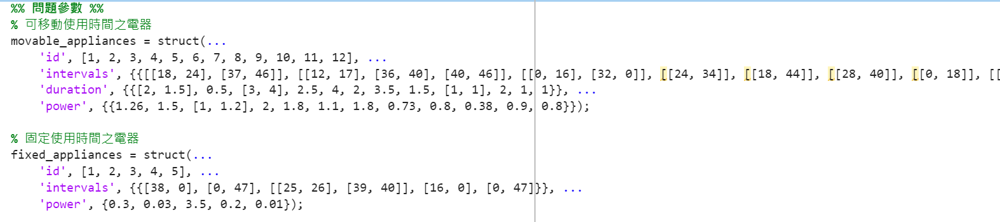 %% 問題參數 %%
% 可移動使用時間之電器
movable_appliances = struct(...
    'id', [1, 2, 3, 4, 5, 6, 7, 8, 9, 10, 11, 12], ...
    'intervals', {{[[18, 24], [37, 46]], [[12, 17], [36, 40], [40, 46]], [[0, 16], [32, 0]], [[24, 34]], [[18, 44]], [[28, 40]], [[0, 18]], [[
    'duration', {{[2, 1.5], 0.5, [3, 4], 2.5, 4, 2, 3.5, 1.5, [1, 1], 2, 1, 1}}, ...
    'power', {{1.26, 1.5, [1, 1.2], 2, 1.8, 1.1, 1.8, 0.73, 0.8, 0.38, 0.9, 0.8}});
% 固定使用時間之電器
fixed_appliances = struct(...
    'id', [1, 2, 3, 4, 5], ...
    'intervals', {{[38, 0], [0, 47], [[25, 26], [39, 40]], [16, 0], [0, 47]}}, ...
    'power', {0.3, 0.03, 3.5, 0.2, 0.01});